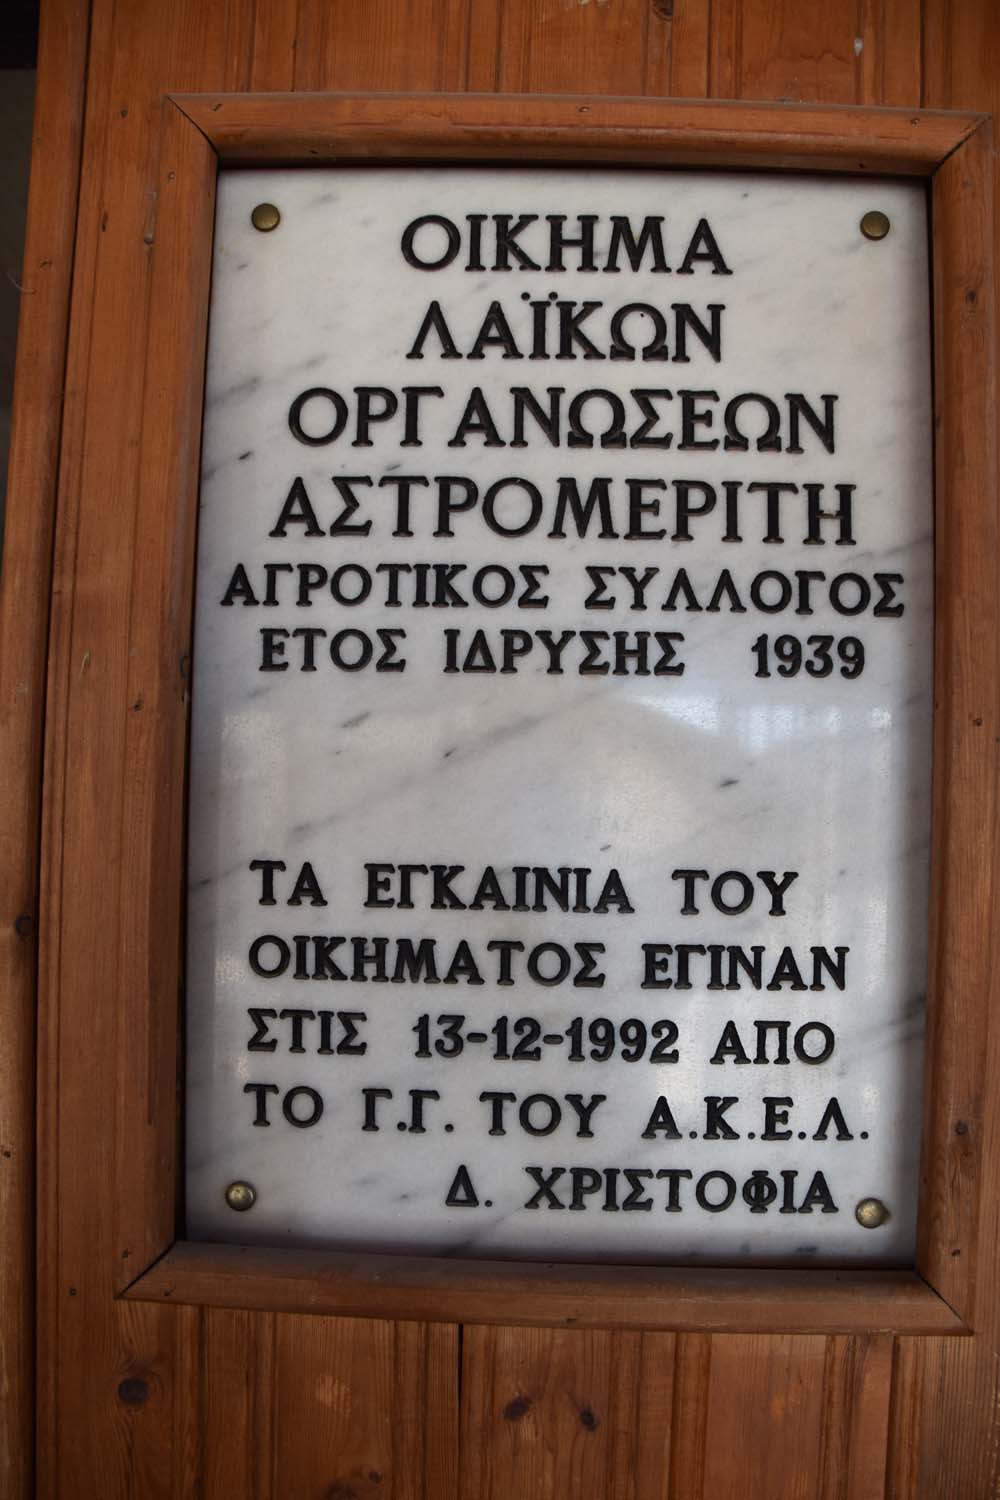 ΟΙΚΗΜΑ
ΛΑΪΚΩΝ
ΟΡΓΑΝΩΣΕΩΝ
ΑΣΤΡΟΜΕΡΙΤΗ
ΑΓΡΟΤΙΚΟΣ ΣΥΛΛΟΓΟΣ
ΕΤΟΣ ΙΔΡΥΣΗΣ 1939
ΤΑ ΕΓΚΑΙΝΙΑ ΤΟΥ
ΟΙΚΗΜΑΤΟΣ ΕΓΙΝΑΝ
ΣΤΙΣ 13-12-1992 ΑΠΟ
ΤΟ Γ.Γ. ΤΟΥ Α.Κ.Ε.Λ.
Δ. ΧΡΙΣΤΟΦΙΑ